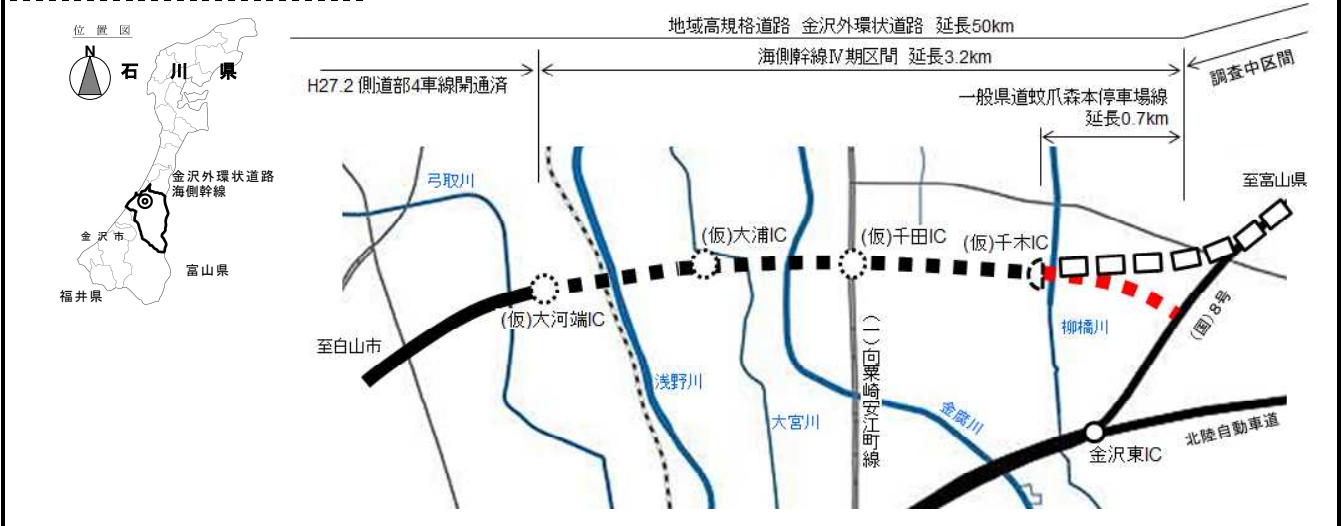 位置図
N
石川県
金沢外環状道路
海側幹線
金沢市
富山県
福井県
地域高規格道路 金沢外環状道路 延長50km
海側幹線Ⅳ期区間 延長3.2km
調査中区間
H27.2 側道部4車線開通済
一般県道蚊爪森本停車場線
延長0.7km
至富山県
弓取川
(仮)大浦IC
(仮)千田IC
(仮)千木IC
(仮)大河端IC
至白山市
浅野川
大宮川
(一)向粟崎安江町線
金腐川
柳橋川
(国)8号
北陸自動車道
金沢東IC